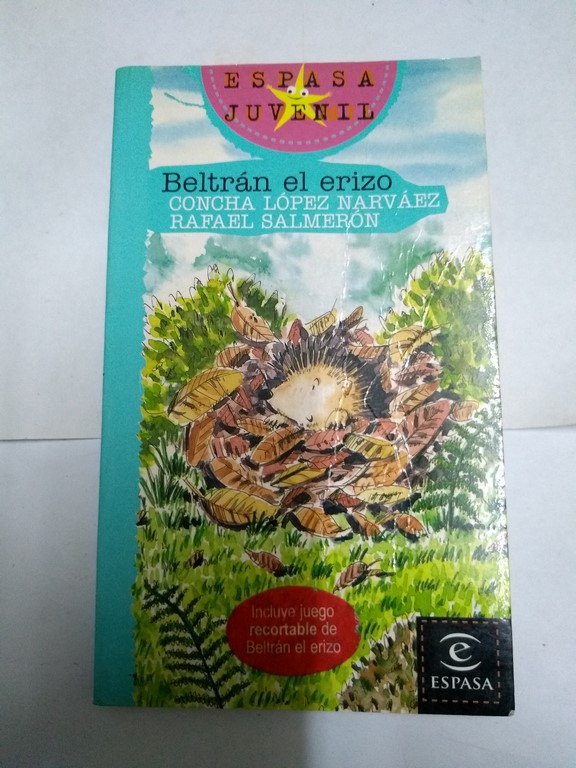 ESPASA
JUVENIL
Beltrán el erizo
CONCHA LÓPEZ NARVÁEZ
RAFAEL SALMERÓN
Incluye juego
recortable de
Beltrán el erizo
e
ESPASA